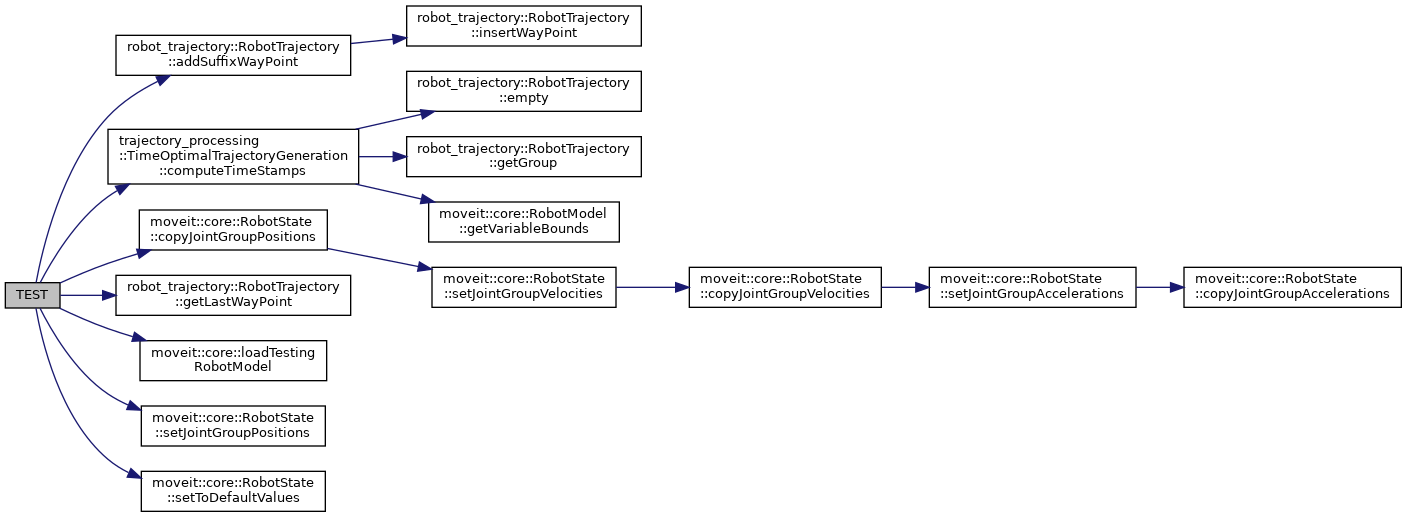 TEST
robot_trajectory::RobotTrajectory
::addSuffixWayPoint
robot_trajectory::RobotTrajectory
::insertWayPoint
trajectory_processing
::TimeOptimalTrajectoryGeneration
::computeTimeStamps
robot_trajectory::RobotTrajectory
::empty
robot_trajectory::RobotTrajectory
::getGroup
moveit::core::RobotModel
::getVariableBounds
moveit::core::RobotState
::copyJointGroupPositions
moveit::core::RobotState
::setJointGroupVelocities
moveit::core::RobotState
::copyJointGroupVelocities
moveit::core::RobotState
::setJointGroupAccelerations
moveit::core::RobotState
::copyJointGroupAccelerations
robot_trajectory::RobotTrajectory
::getLastWayPoint
moveit::core::loadTesting
RobotModel
moveit::core::RobotState
::setJointGroupPositions
moveit::core::RobotState
::setToDefaultValues